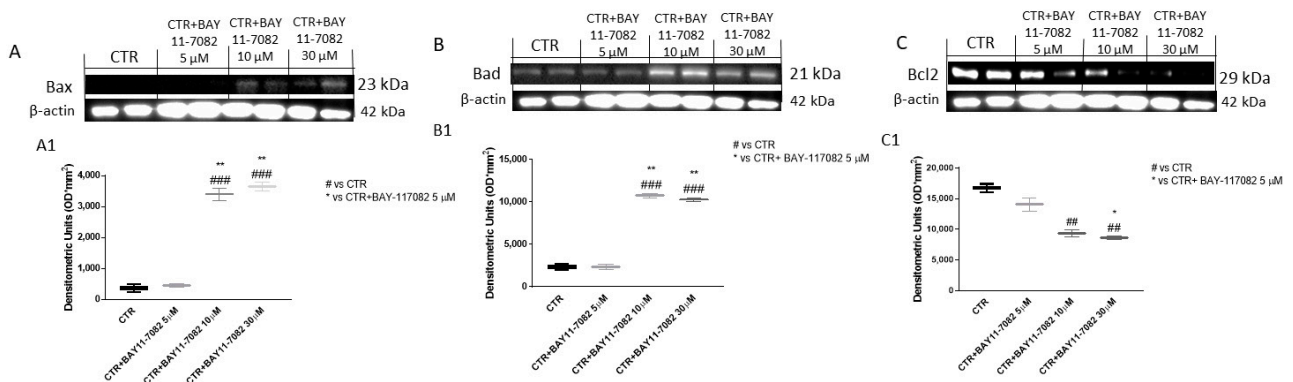 A
CTR
CTR+BAY
11-7082
5 µM
CTR+BAY
11-7082
10 µM
CTR+BAY
11-7082
30 µM
Bax
23 kDa
β-actin
42 kDa
B
CTR
CTR+BAY
11-7082
5 µM
CTR+BAY
11-7082
10 µM
CTR+BAY
11-7082
30 µM
Bad
21 kDa
β-actin
42 kDa
C
CTR
CTR+BAY
11-7082
5 µM
CTR+BAY
11-7082
10 µM
CTR+BAY
11-7082
30 µM
Bcl2
29 kDa
β-actin
42 kDa
A1
Densitometric Units (OD*mm²)
4,000
3,000
2,000
1,000
0
**
###
**
###
# vs CTR
* vs CTR+BAY-117082 5 µM
CTR
CTR+BAY11-7082 5µM
CTR+BAY11-7082 10µM
CTR+BAY11-7082 30µM
B1
Densitometric Units (OD*mm²)
15,000
10,000
5,000
0
**
###
**
###
# vs CTR
* vs CTR+ BAY-117082 5 µM
CTR
CTR+BAY11-7082 5µM
CTR+BAY11-7082 10µM
CTR+BAY11-7082 30µM
C1
Densitometric Units (OD*mm²)
20,000
15,000
10,000
5,000
0
##
*
##
# vs CTR
* vs CTR+ BAY-117082 5 µM
CTR
CTR+BAY11-7082 5µM
CTR+BAY11-7082 10µM
CTR+BAY11-7082 30µM